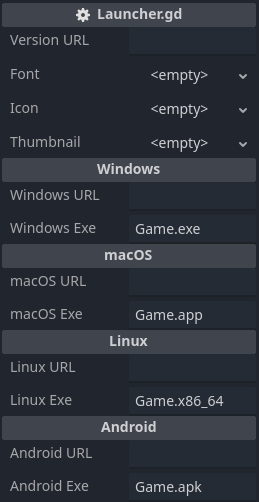 Launcher.gd
Version URL
Font <empty>
Icon <empty>
Thumbnail <empty>
Windows
Windows URL
Windows Exe Game.exe
macOS
macOS URL
macOS Exe Game.app
Linux
Linux URL
Linux Exe Game.x86_64
Android
Android URL
Android Exe Game.apk